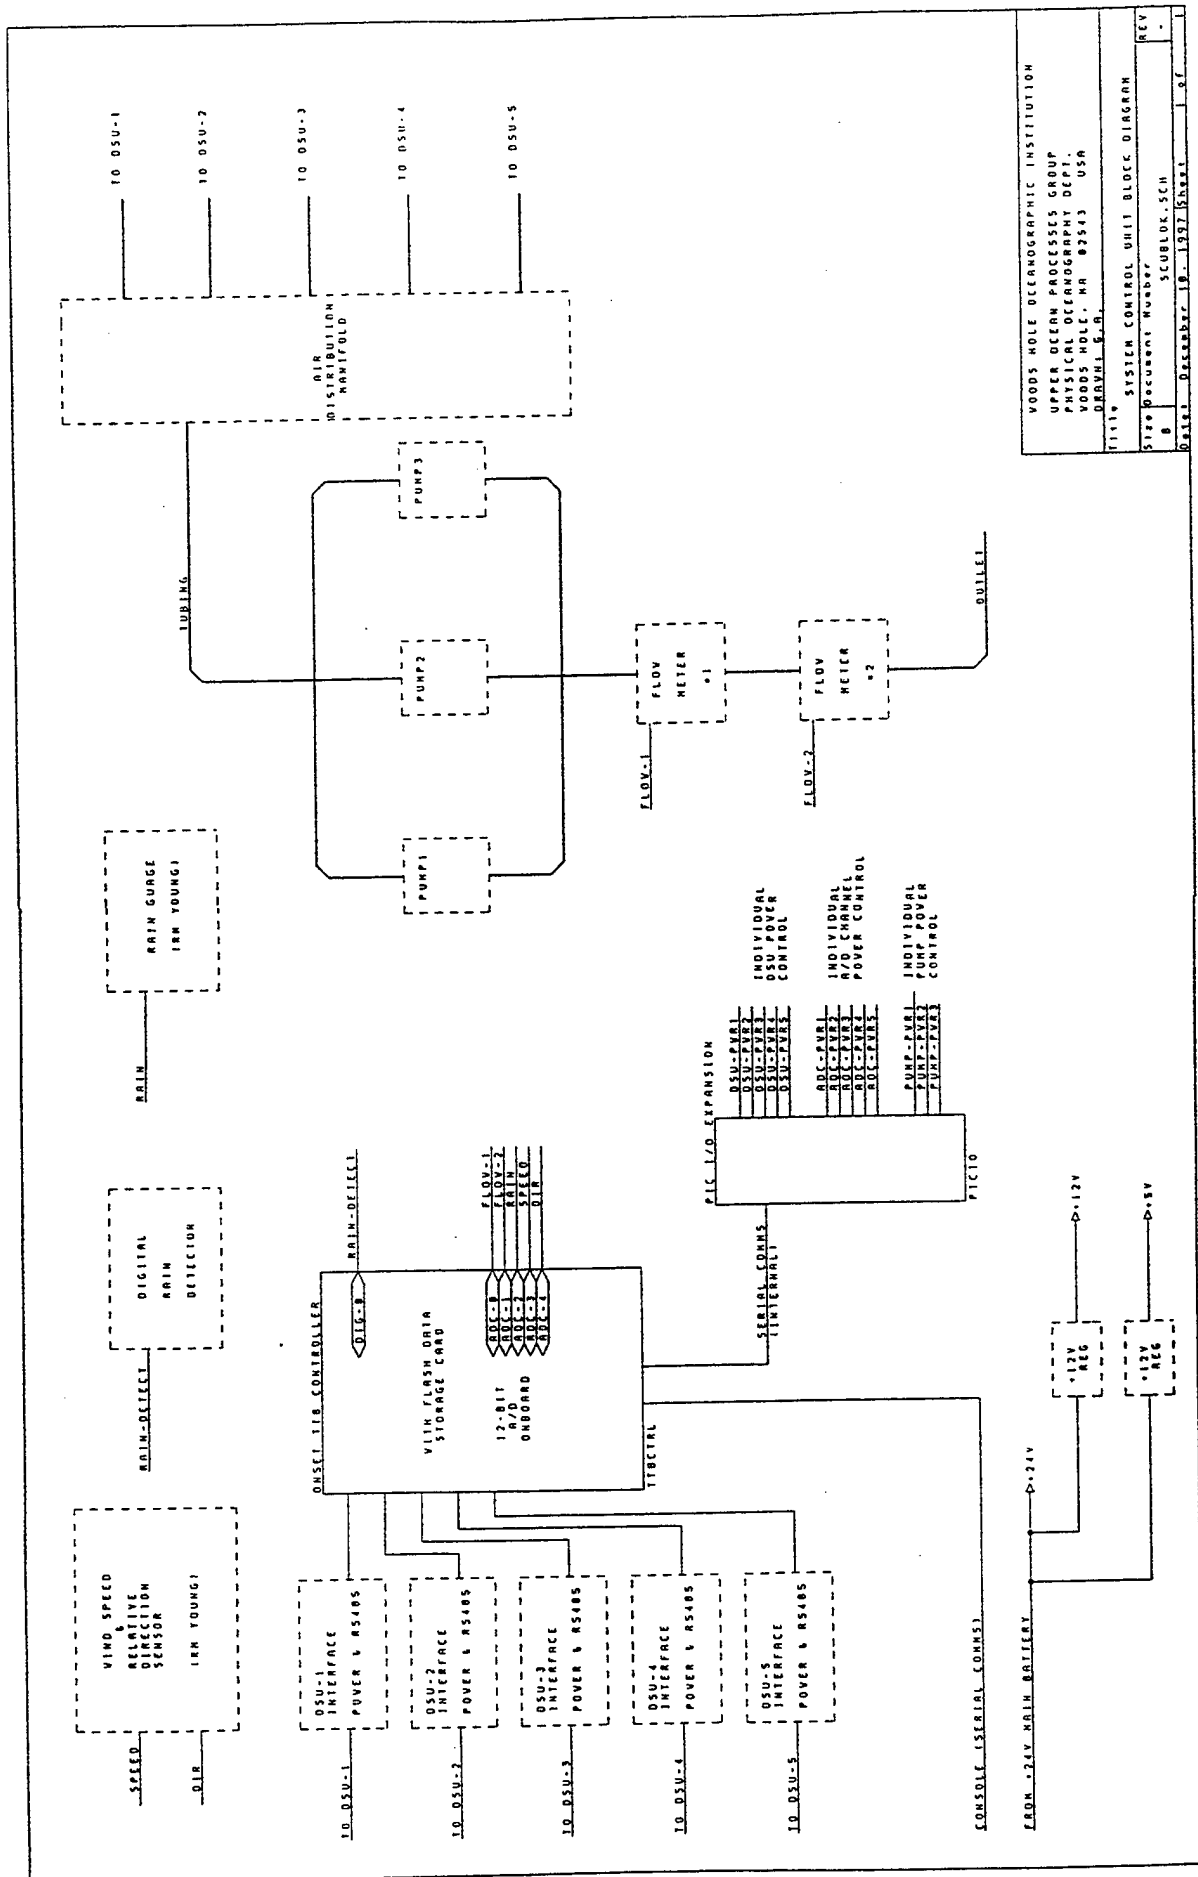 WIND SPEED
&
RELATIVE
DIRECTION
SENSOR
(RM YOUNG)
SPEED
DIR
DIGITAL
RAIN
DETECTOR
RAIN-DETECT
RAIN GUAGE
(RM YOUNG)
RAIN
AIR
DISTRIBUTION
MANIFOLD
TO DSU-1
TO DSU-2
TO DSU-3
TO DSU-4
TO DSU-5
TUBING
PUMP1
PUMP2
PUMP3
FLOW
METER
#1
FLOW-1
FLOW
METER
#2
FLOW-2
OUTLET
DSU-1
INTERFACE
POWER & RS485
TO DSU-1
DSU-2
INTERFACE
POWER & RS485
TO DSU-2
DSU-3
INTERFACE
POWER & RS485
TO DSU-3
DSU-4
INTERFACE
POWER & RS485
TO DSU-4
DSU-5
INTERFACE
POWER & RS485
TO DSU-5
ONSET TT8 CONTROLLER
DIG-0
RAIN-DETECT
WITH FLASH DATA
STORAGE CARD
12-BIT
A/D
ONBOARD
ADC-0
ADC-1
ADC-2
ADC-3
ADC-4
FLOW-1
FLOW-2
RAIN
SPEED
DIR
TT8CTRL
SERIAL COMMS
(INTERNAL)
PIC I/O EXPANSION
DSU-PWR1
DSU-PWR2
DSU-PWR3
DSU-PWR4
DSU-PWR5
INDIVIDUAL
DSU POWER
CONTROL
ADC-PWR1
ADC-PWR2
ADC-PWR3
ADC-PWR4
ADC-PWR5
INDIVIDUAL
A/D CHANNEL
POWER CONTROL
PUMP-PWR1
PUMP-PWR2
PUMP-PWR3
INDIVIDUAL
PUMP POWER
CONTROL
PICIO
CONSOLE (SERIAL COMMS)
FROM +24V MAIN BATTERY
+24V
+12V
REG
+12V
+12V
REG
+5V
WOODS HOLE OCEANOGRAPHIC INSTITUTION
UPPER OCEAN PROCESSES GROUP
PHYSICAL OCEANOGRAPHY DEPT.
WOODS HOLE, MA 02543 USA
DRAWN: G.A.
Title
SYSTEM CONTROL UNIT BLOCK DIAGRAM
Size Document Number REV
B SCUBLOK.SCH -
Date: December 10, 1997 Sheet 1 of 1